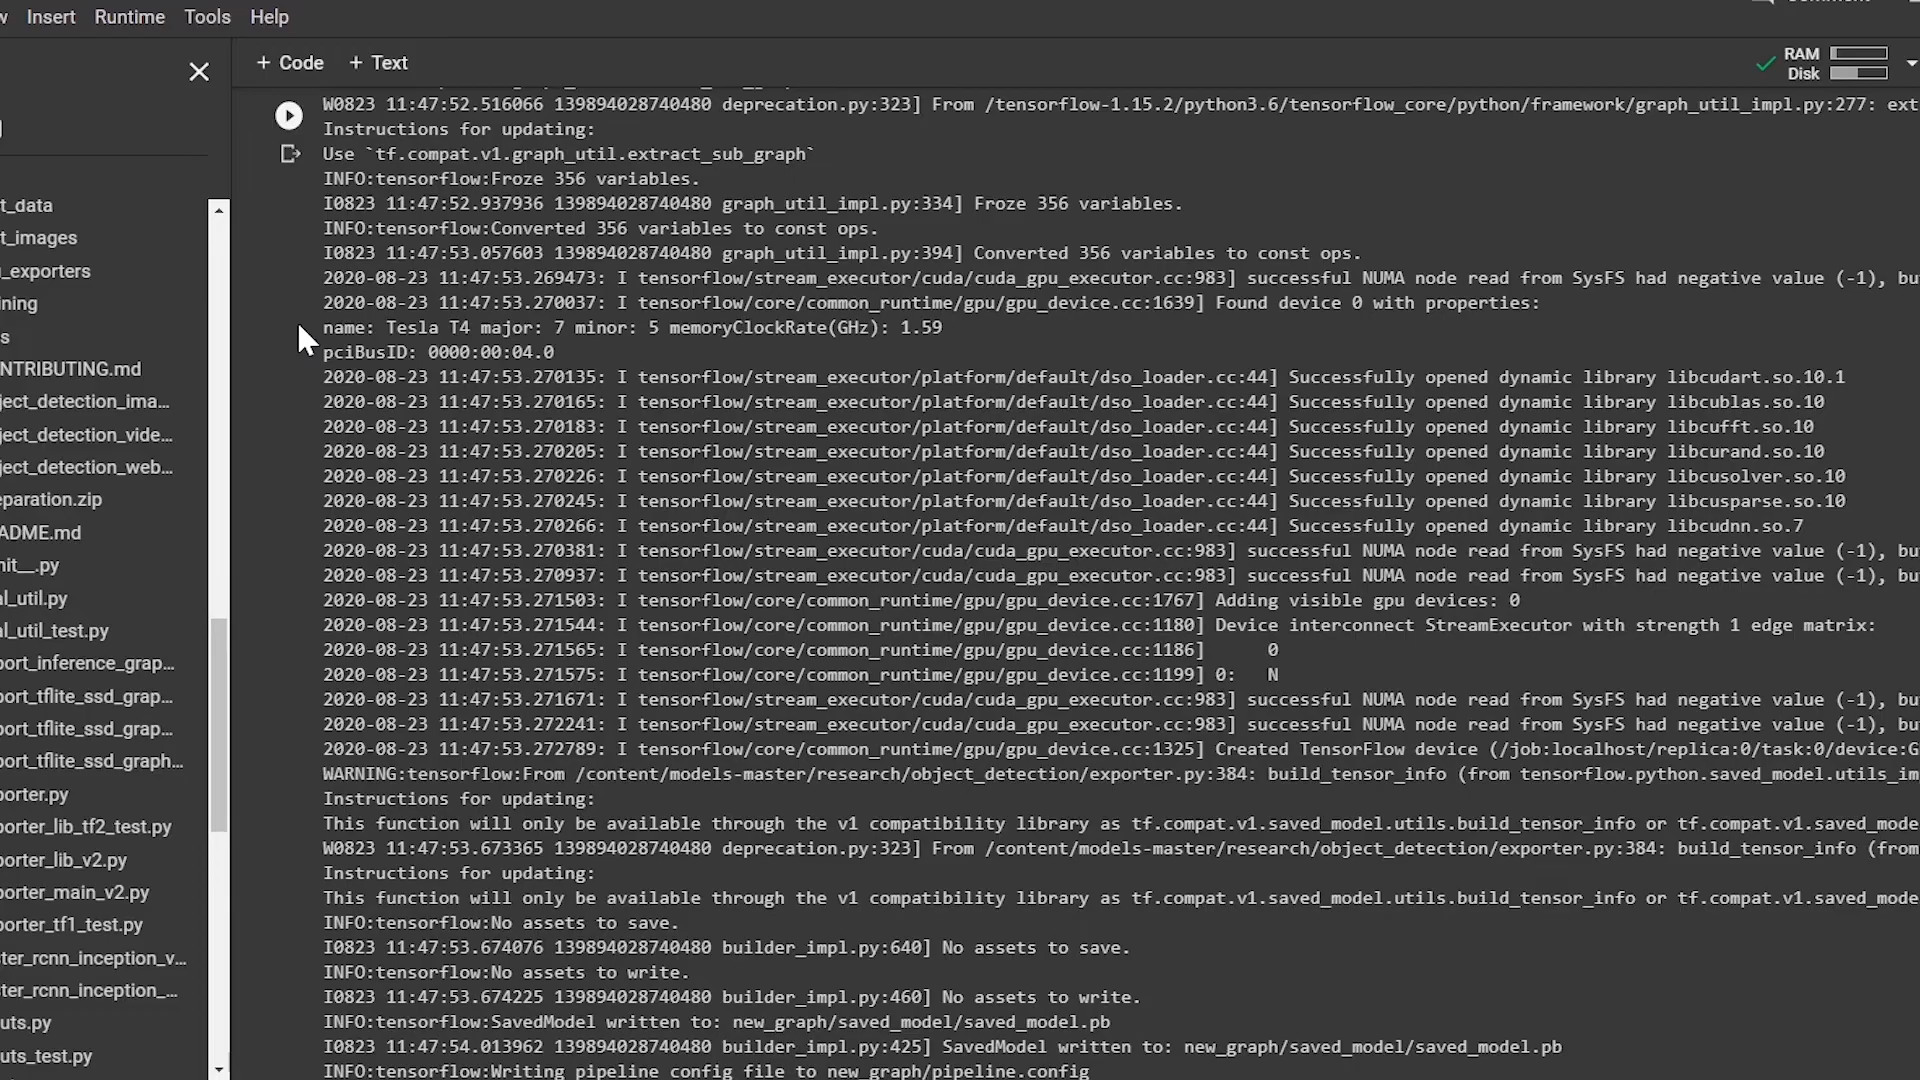 Insert Runtime Tools Help
+ Code + Text
RAM
Disk
t_data
t_images
_exporters
ining
s
NTRIBUTING.md
ject_detection_ima...
ject_detection_vide...
ject_detection_web...
eparation.zip
ADME.md
nit__.py
al_util.py
al_util_test.py
port_inference_grap...
port_tflite_ssd_grap...
port_tflite_ssd_grap...
port_tflite_ssd_graph...
porter.py
porter_lib_tf2_test.py
porter_lib_v2.py
porter_main_v2.py
porter_tf1_test.py
ter_rcnn_inception_v...
ter_rcnn_inception_...
uts.py
uts_test.py
W0823 11:47:52.516066 139894028740480 deprecation.py:323] From /tensorflow-1.15.2/python3.6/tensorflow_core/python/framework/graph_util_impl.py:277: ext
Instructions for updating:
Use `tf.compat.v1.graph_util.extract_sub_graph`
INFO:tensorflow:Froze 356 variables.
I0823 11:47:52.937936 139894028740480 graph_util_impl.py:334] Froze 356 variables.
INFO:tensorflow:Converted 356 variables to const ops.
I0823 11:47:53.057603 139894028740480 graph_util_impl.py:394] Converted 356 variables to const ops.
2020-08-23 11:47:53.269473: I tensorflow/stream_executor/cuda/cuda_gpu_executor.cc:983] successful NUMA node read from SysFS had negative value (-1), bu
2020-08-23 11:47:53.270037: I tensorflow/core/common_runtime/gpu/gpu_device.cc:1639] Found device 0 with properties:
name: Tesla T4 major: 7 minor: 5 memoryClockRate(GHz): 1.59
pciBusID: 0000:00:04.0
2020-08-23 11:47:53.270135: I tensorflow/stream_executor/platform/default/dso_loader.cc:44] Successfully opened dynamic library libcudart.so.10.1
2020-08-23 11:47:53.270165: I tensorflow/stream_executor/platform/default/dso_loader.cc:44] Successfully opened dynamic library libcublas.so.10
2020-08-23 11:47:53.270183: I tensorflow/stream_executor/platform/default/dso_loader.cc:44] Successfully opened dynamic library libcufft.so.10
2020-08-23 11:47:53.270205: I tensorflow/stream_executor/platform/default/dso_loader.cc:44] Successfully opened dynamic library libcurand.so.10
2020-08-23 11:47:53.270226: I tensorflow/stream_executor/platform/default/dso_loader.cc:44] Successfully opened dynamic library libcusolver.so.10
2020-08-23 11:47:53.270245: I tensorflow/stream_executor/platform/default/dso_loader.cc:44] Successfully opened dynamic library libcusparse.so.10
2020-08-23 11:47:53.270266: I tensorflow/stream_executor/platform/default/dso_loader.cc:44] Successfully opened dynamic library libcudnn.so.7
2020-08-23 11:47:53.270381: I tensorflow/stream_executor/cuda/cuda_gpu_executor.cc:983] successful NUMA node read from SysFS had negative value (-1), bu
2020-08-23 11:47:53.270937: I tensorflow/stream_executor/cuda/cuda_gpu_executor.cc:983] successful NUMA node read from SysFS had negative value (-1), bu
2020-08-23 11:47:53.271503: I tensorflow/core/common_runtime/gpu/gpu_device.cc:1767] Adding visible gpu devices: 0
2020-08-23 11:47:53.271544: I tensorflow/core/common_runtime/gpu/gpu_device.cc:1180] Device interconnect StreamExecutor with strength 1 edge matrix:
2020-08-23 11:47:53.271565: I tensorflow/core/common_runtime/gpu/gpu_device.cc:1186] 0
2020-08-23 11:47:53.271575: I tensorflow/core/common_runtime/gpu/gpu_device.cc:1199] 0: N
2020-08-23 11:47:53.271671: I tensorflow/stream_executor/cuda/cuda_gpu_executor.cc:983] successful NUMA node read from SysFS had negative value (-1), bu
2020-08-23 11:47:53.272241: I tensorflow/stream_executor/cuda/cuda_gpu_executor.cc:983] successful NUMA node read from SysFS had negative value (-1), bu
2020-08-23 11:47:53.272789: I tensorflow/core/common_runtime/gpu/gpu_device.cc:1325] Created TensorFlow device (/job:localhost/replica:0/task:0/device:G
WARNING:tensorflow:From /content/models-master/research/object_detection/exporter.py:384: build_tensor_info (from tensorflow.python.saved_model.utils_im
Instructions for updating:
This function will only be available through the v1 compatibility library as tf.compat.v1.saved_model.utils.build_tensor_info or tf.compat.v1.saved_mode
W0823 11:47:53.673365 139894028740480 deprecation.py:323] From /content/models-master/research/object_detection/exporter.py:384: build_tensor_info (from
Instructions for updating:
This function will only be available through the v1 compatibility library as tf.compat.v1.saved_model.utils.build_tensor_info or tf.compat.v1.saved_mode
INFO:tensorflow:No assets to save.
I0823 11:47:53.674076 139894028740480 builder_impl.py:640] No assets to save.
INFO:tensorflow:No assets to write.
I0823 11:47:53.674225 139894028740480 builder_impl.py:460] No assets to write.
INFO:tensorflow:SavedModel written to: new_graph/saved_model/saved_model.pb
I0823 11:47:54.013962 139894028740480 builder_impl.py:425] SavedModel written to: new_graph/saved_model/saved_model.pb
INFO:tensorflow:Writing pipeline config file to new_graph/pipeline.config